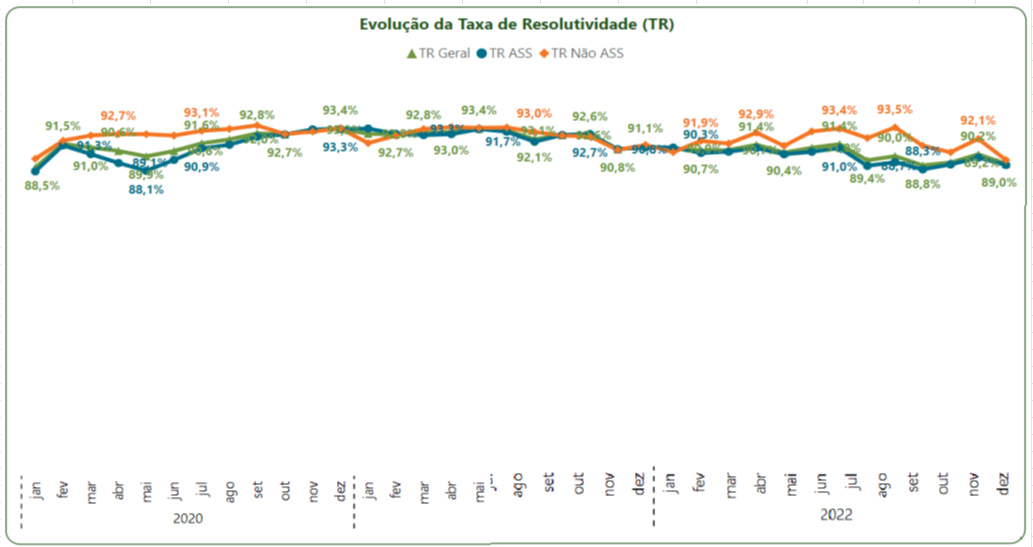 Evolução da Taxa de Resolutividade (TR)
TR Geral TR ASS TR Não ASS
92,7% 93,1% 92,8% 93,4% 92,8% 93,4% 93,0% 92,6% 91,1% 91,9% 92,9% 93,4% 93,5% 92,1%
91,5% 90,6% 91,6% 93,1% 90,3% 91,4% 91,4% 90,0% 90,2%
91,3% 89,1% 93,3% 91,7% 88,3%
91,0% 90,9% 92,7% 92,7% 93,0% 92,1% 92,7% 90,8% 90,7% 90,4% 91,0% 89,4% 88,8% 89,2% 89,0%
88,5% 89,9% 88,1%
jan fev mar abr mai jun jul ago set out nov dez jan fev mar abr mai ago set out nov dez jan fev mar abr mai jun jul ago set out nov dez
2020 2022